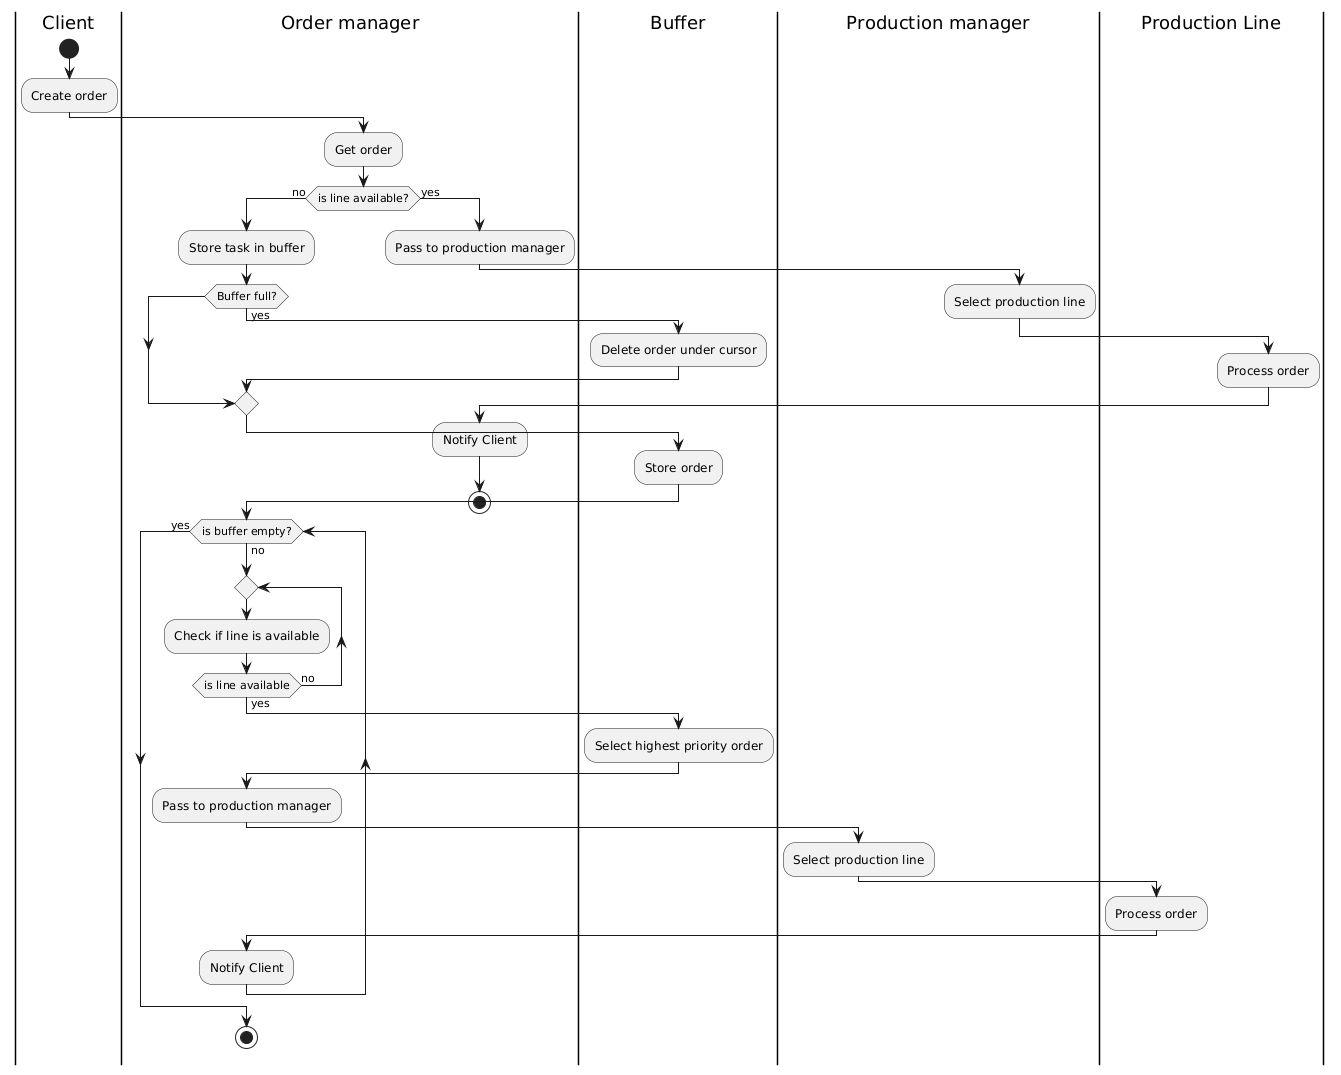 Client
Order manager
Buffer
Production manager
Production Line
Create order
Get order
no
is line available?
yes
Store task in buffer
Pass to production manager
Buffer full?
Select production line
yes
Delete order under cursor
Process order
Notify Client
Store order
yes
is buffer empty?
no
Check if line is available
is line available
no
yes
Select highest priority order
Pass to production manager
Select production line
Process order
Notify Client